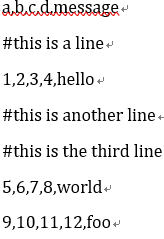 a,b,c,d,message
#this is a line
1,2,3,4,hello
#this is another line
#this is the third line
5,6,7,8,world
9,10,11,12,foo